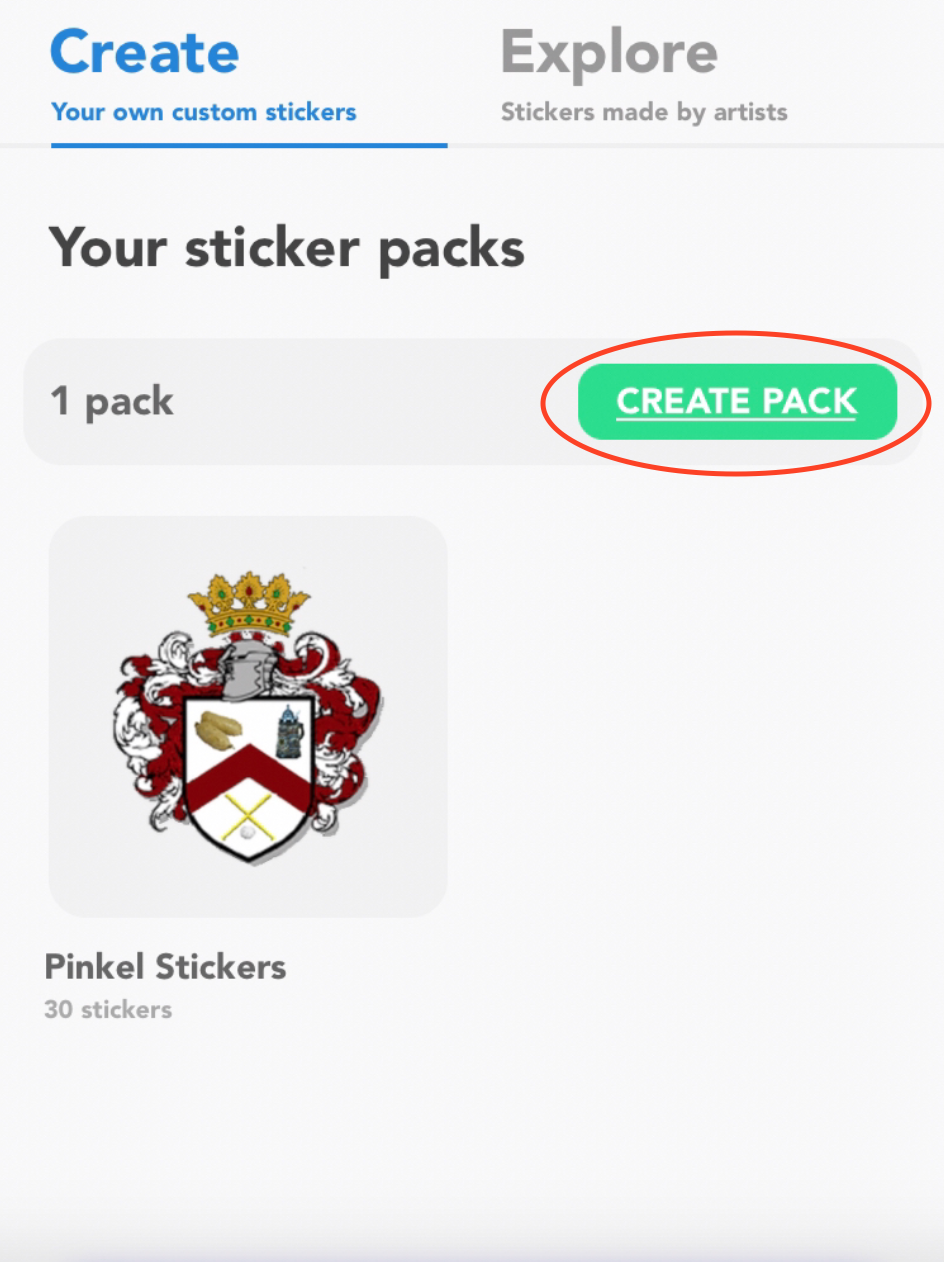 Create
Explore
Your own custom stickers
Stickers made by artists
Your sticker packs
1 pack
CREATE PACK
Pinkel Stickers
30 stickers